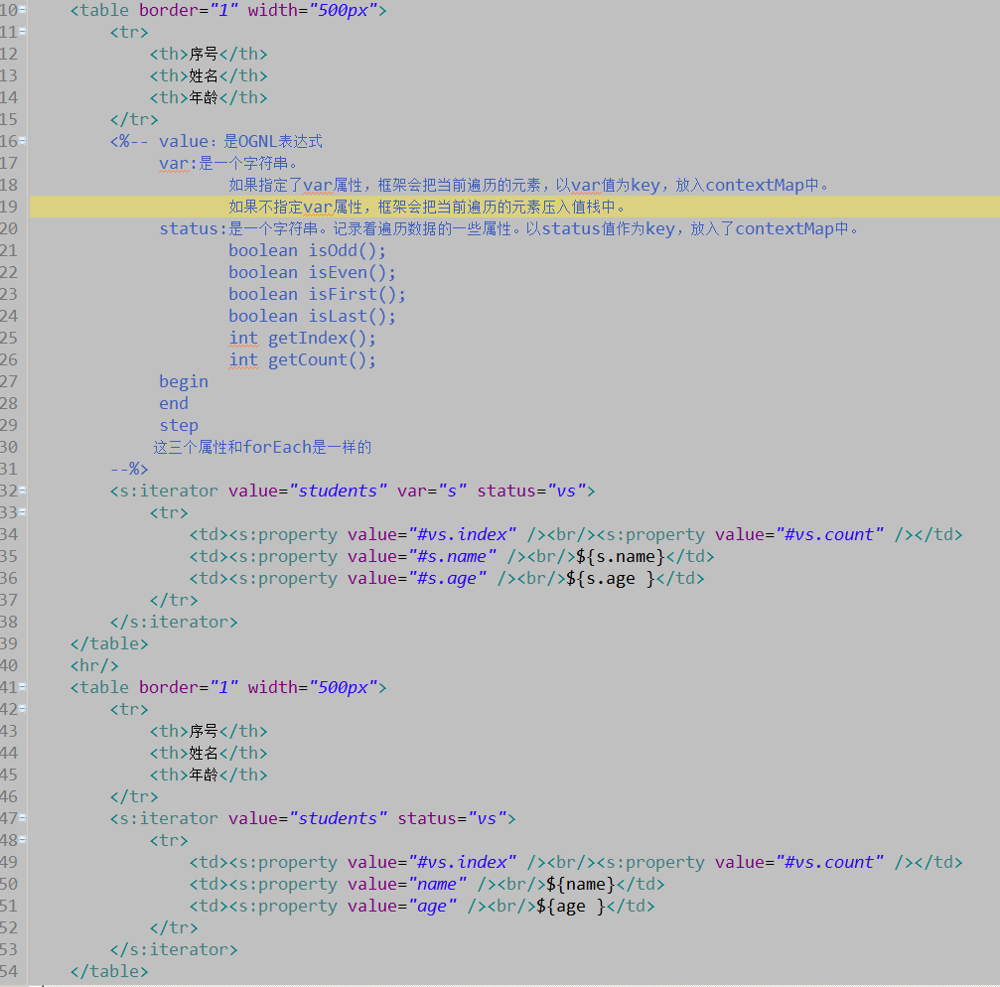 10 <table border="1" width="500px">
11 <tr>
12 <th>序号</th>
13 <th>姓名</th>
14 <th>年龄</th>
15 </tr>
16 <%-- value：是OGNL表达式
17 var:是一个字符串。
18 如果指定了var属性，框架会把当前遍历的元素，以var值为key，放入contextMap中。
19 如果不指定var属性，框架会把当前遍历的元素压入值栈中。
20 status:是一个字符串。记录着遍历数据的一些属性。以status值作为key，放入了contextMap中。
21 boolean isOdd();
22 boolean isEven();
23 boolean isFirst();
24 boolean isLast();
25 int getIndex();
26 int getCount();
27 begin
28 end
29 step
30 这三个属性和forEach是一样的
31 --%>
32 <s:iterator value="students" var="s" status="vs">
33 <tr>
34 <td><s:property value="#vs.index" /><br/><s:property value="#vs.count" /></td>
35 <td><s:property value="#s.name" /><br/>${s.name}</td>
36 <td><s:property value="#s.age" /><br/>${s.age }</td>
37 </tr>
38 </s:iterator>
39 </table>
40 <hr/>
41 <table border="1" width="500px">
42 <tr>
43 <th>序号</th>
44 <th>姓名</th>
45 <th>年龄</th>
46 </tr>
47 <s:iterator value="students" status="vs">
48 <tr>
49 <td><s:property value="#vs.index" /><br/><s:property value="#vs.count" /></td>
50 <td><s:property value="name" /><br/>${name}</td>
51 <td><s:property value="age" /><br/>${age }</td>
52 </tr>
53 </s:iterator>
54 </table>